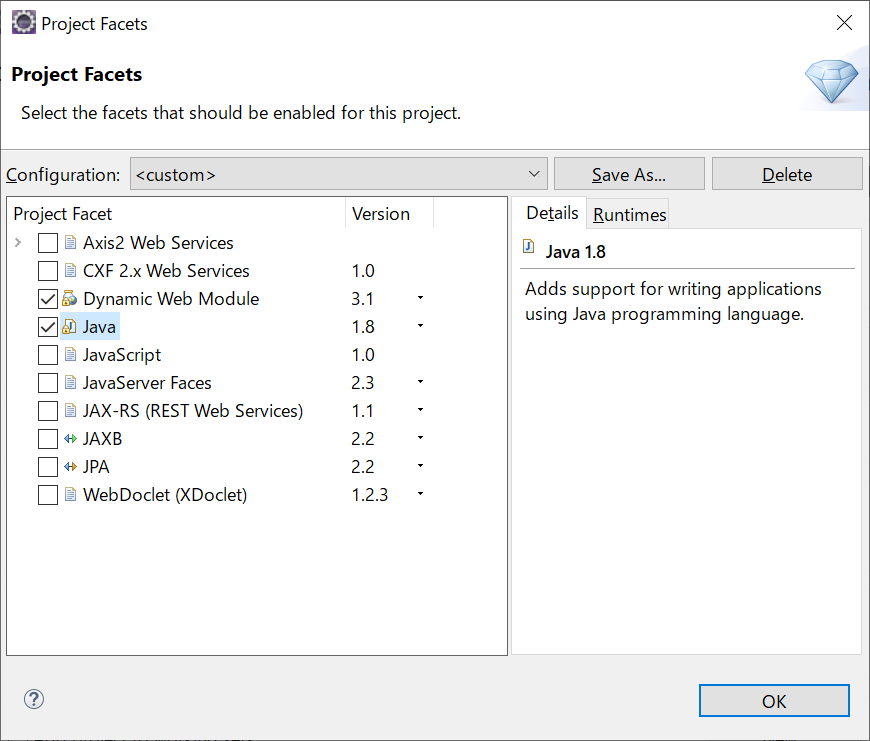 Project Facets
Project Facets
Select the facets that should be enabled for this project.
Configuration: <custom> Save As... Delete
Project Facet Version Details Runtimes
Axis2 Web Services
CXF 2.x Web Services 1.0
Dynamic Web Module 3.1
Java 1.8
JavaScript 1.0
JavaServer Faces 2.3
JAX-RS (REST Web Services) 1.1
JAXB 2.2
JPA 2.2
WebDoclet (XDoclet) 1.2.3
Java 1.8
Adds support for writing applications
using Java programming language.
?
OK